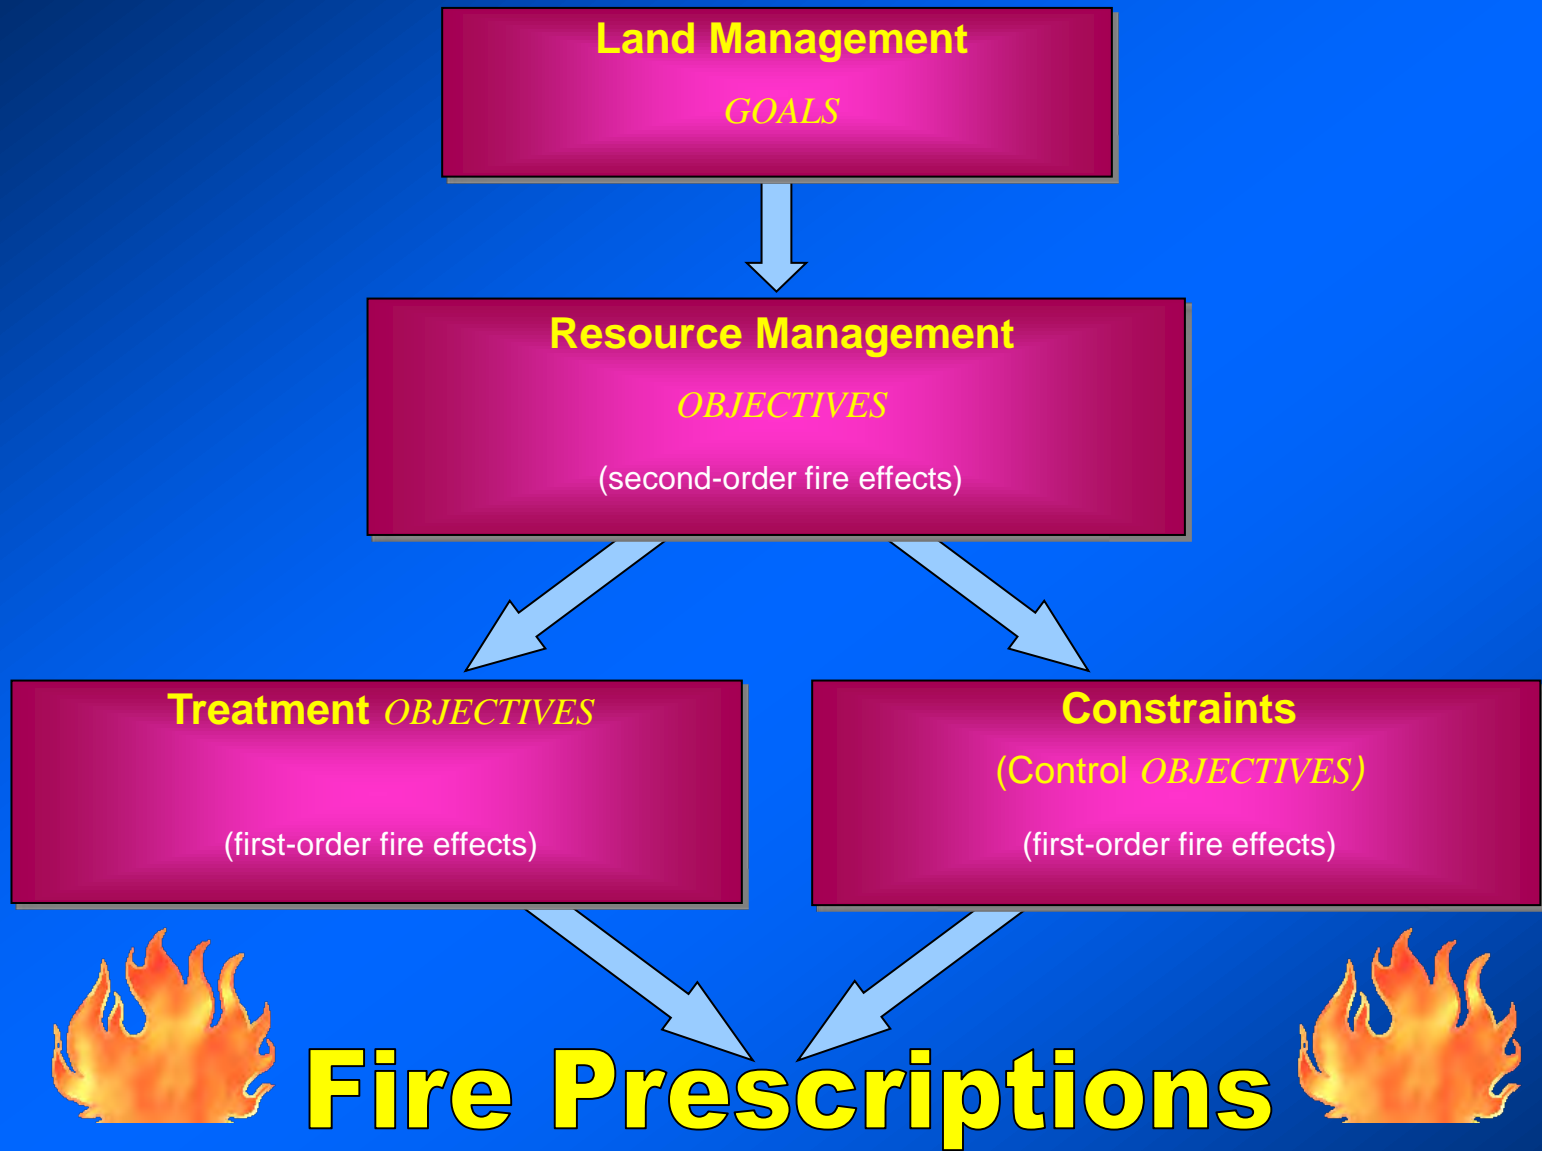 Land Management
GOALS
Resource Management
OBJECTIVES
(second-order fire effects)
Treatment OBJECTIVES
(first-order fire effects)
Constraints
(Control OBJECTIVES)
(first-order fire effects)
Fire Prescriptions